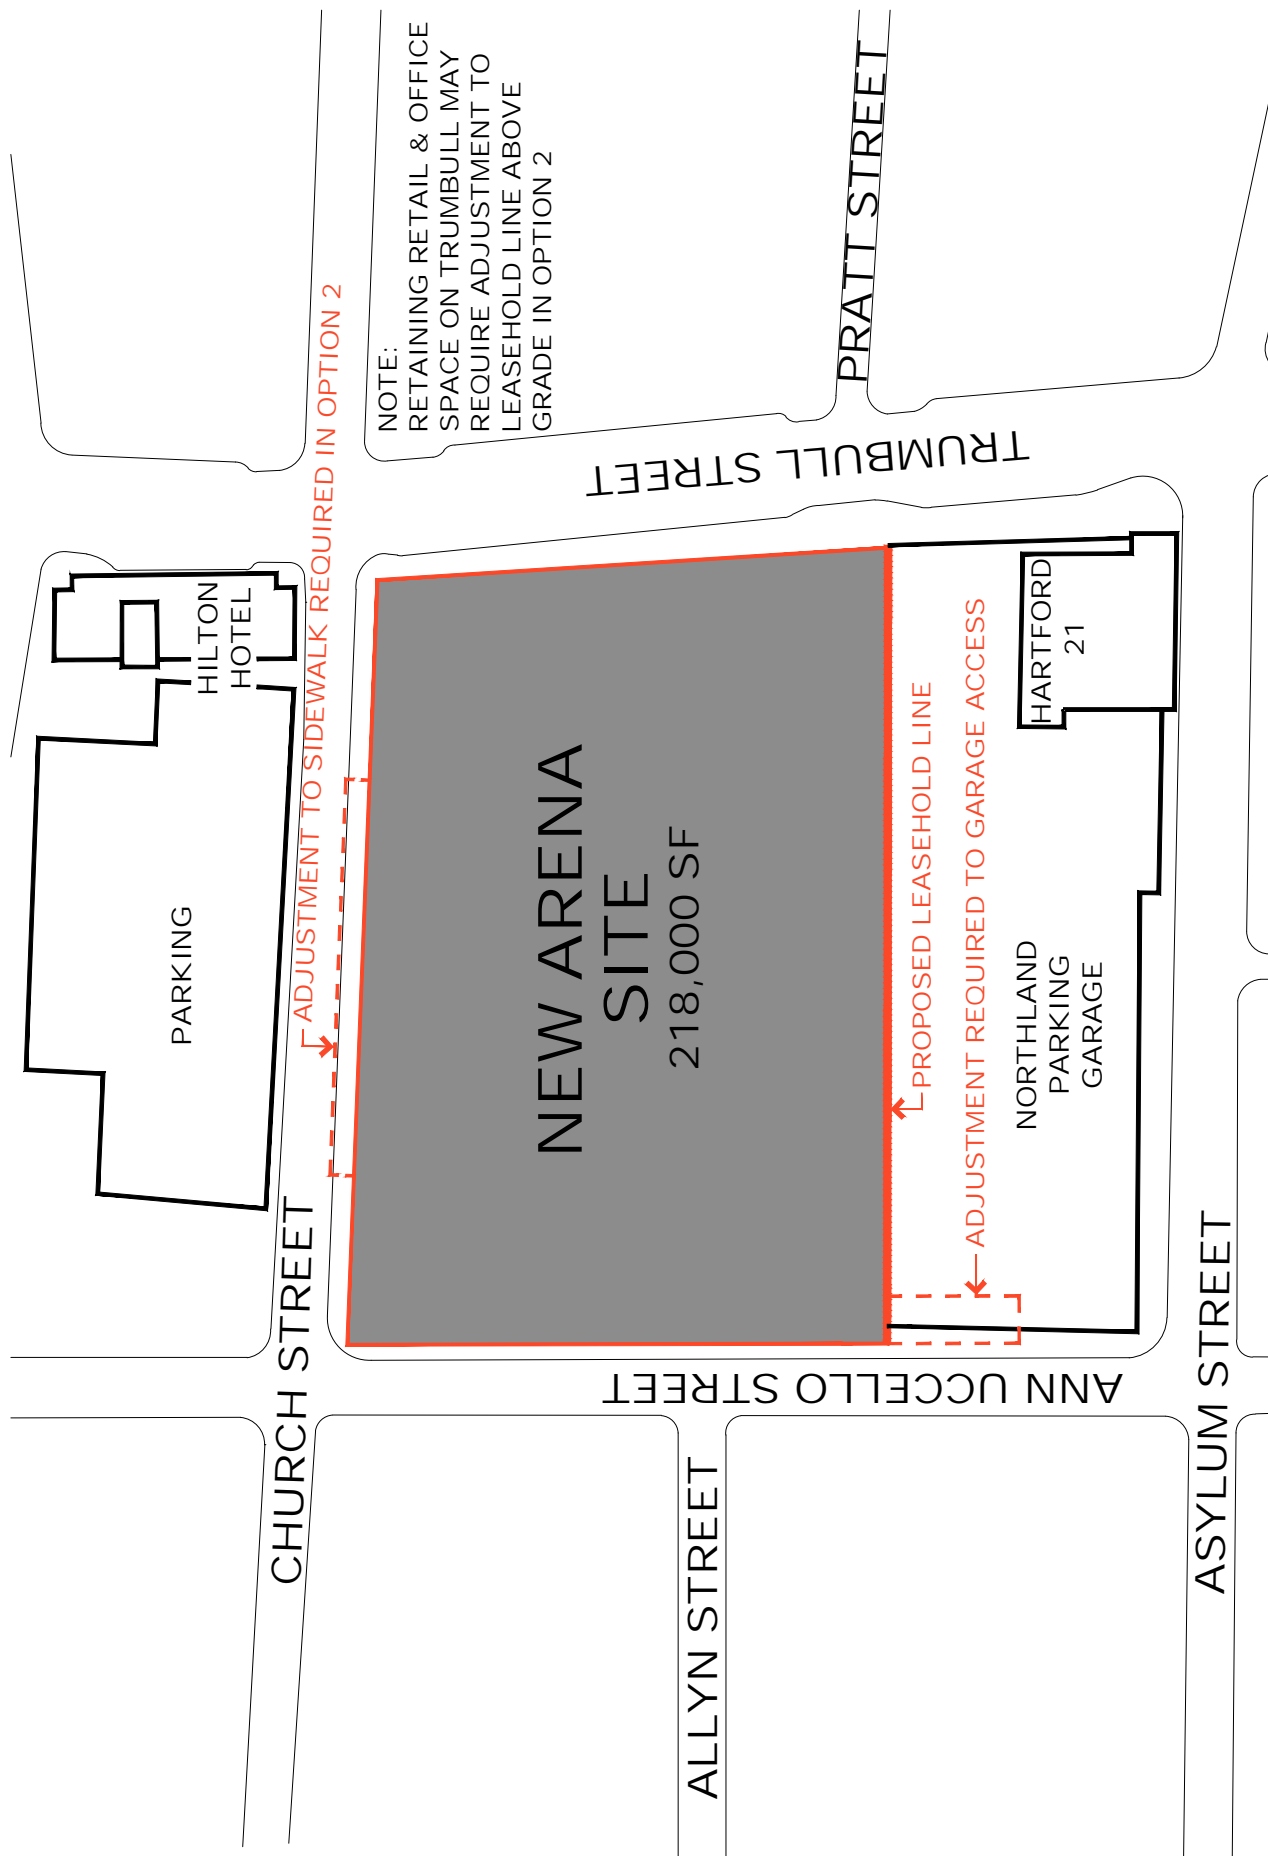 HILTON
HOTEL
PARKING
CHURCH STREET
ADJUSTMENT TO SIDEWALK REQUIRED IN OPTION 2
NOTE:
RETAINING RETAIL & OFFICE
SPACE ON TRUMBULL MAY
REQUIRE ADJUSTMENT TO
LEASEHOLD LINE ABOVE
GRADE IN OPTION 2
NEW ARENA
SITE
218,000 SF
TRUMBULL STREET
PRATT STREET
ANN UCCELLO STREET
ALLYN STREET
PROPOSED LEASEHOLD LINE
ADJUSTMENT REQUIRED TO GARAGE ACCESS
HARTFORD
21
NORTHLAND
PARKING
GARAGE
ASYLUM STREET